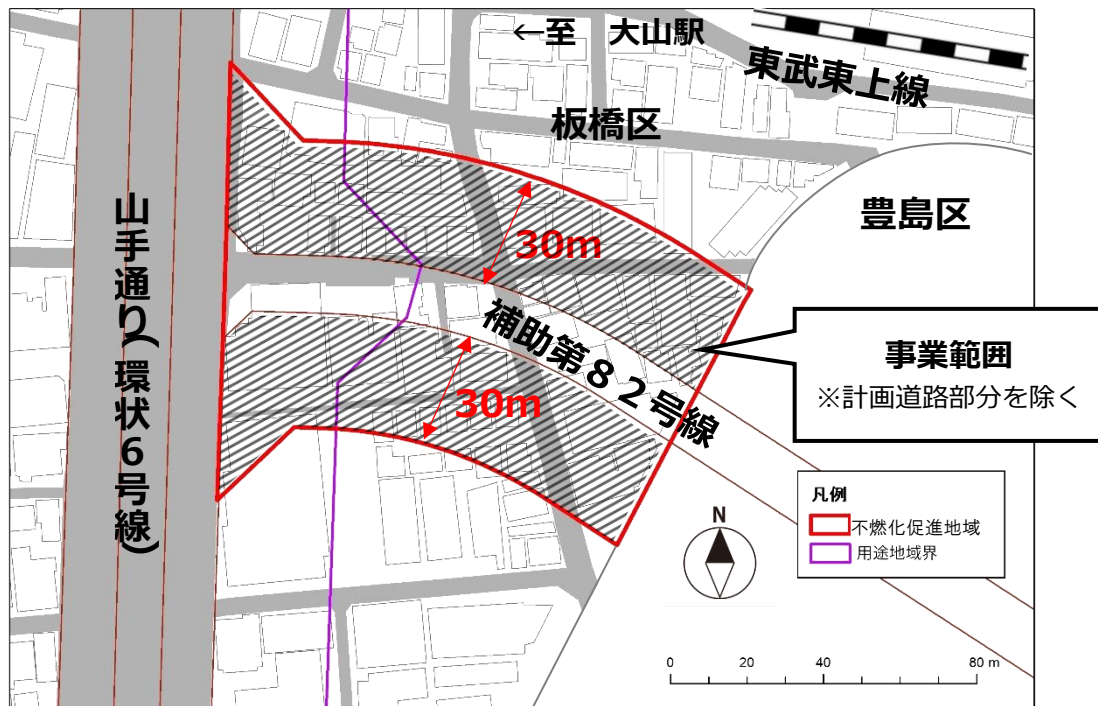 ←至 大山駅
東武東上線
板橋区
豊島区
山手通り（環状６号線）
30m
補助第８２号線
30m
事業範囲
※計画道路部分を除く
凡例
不燃化促進地域
用途地域界
N
0 20 40 80 m